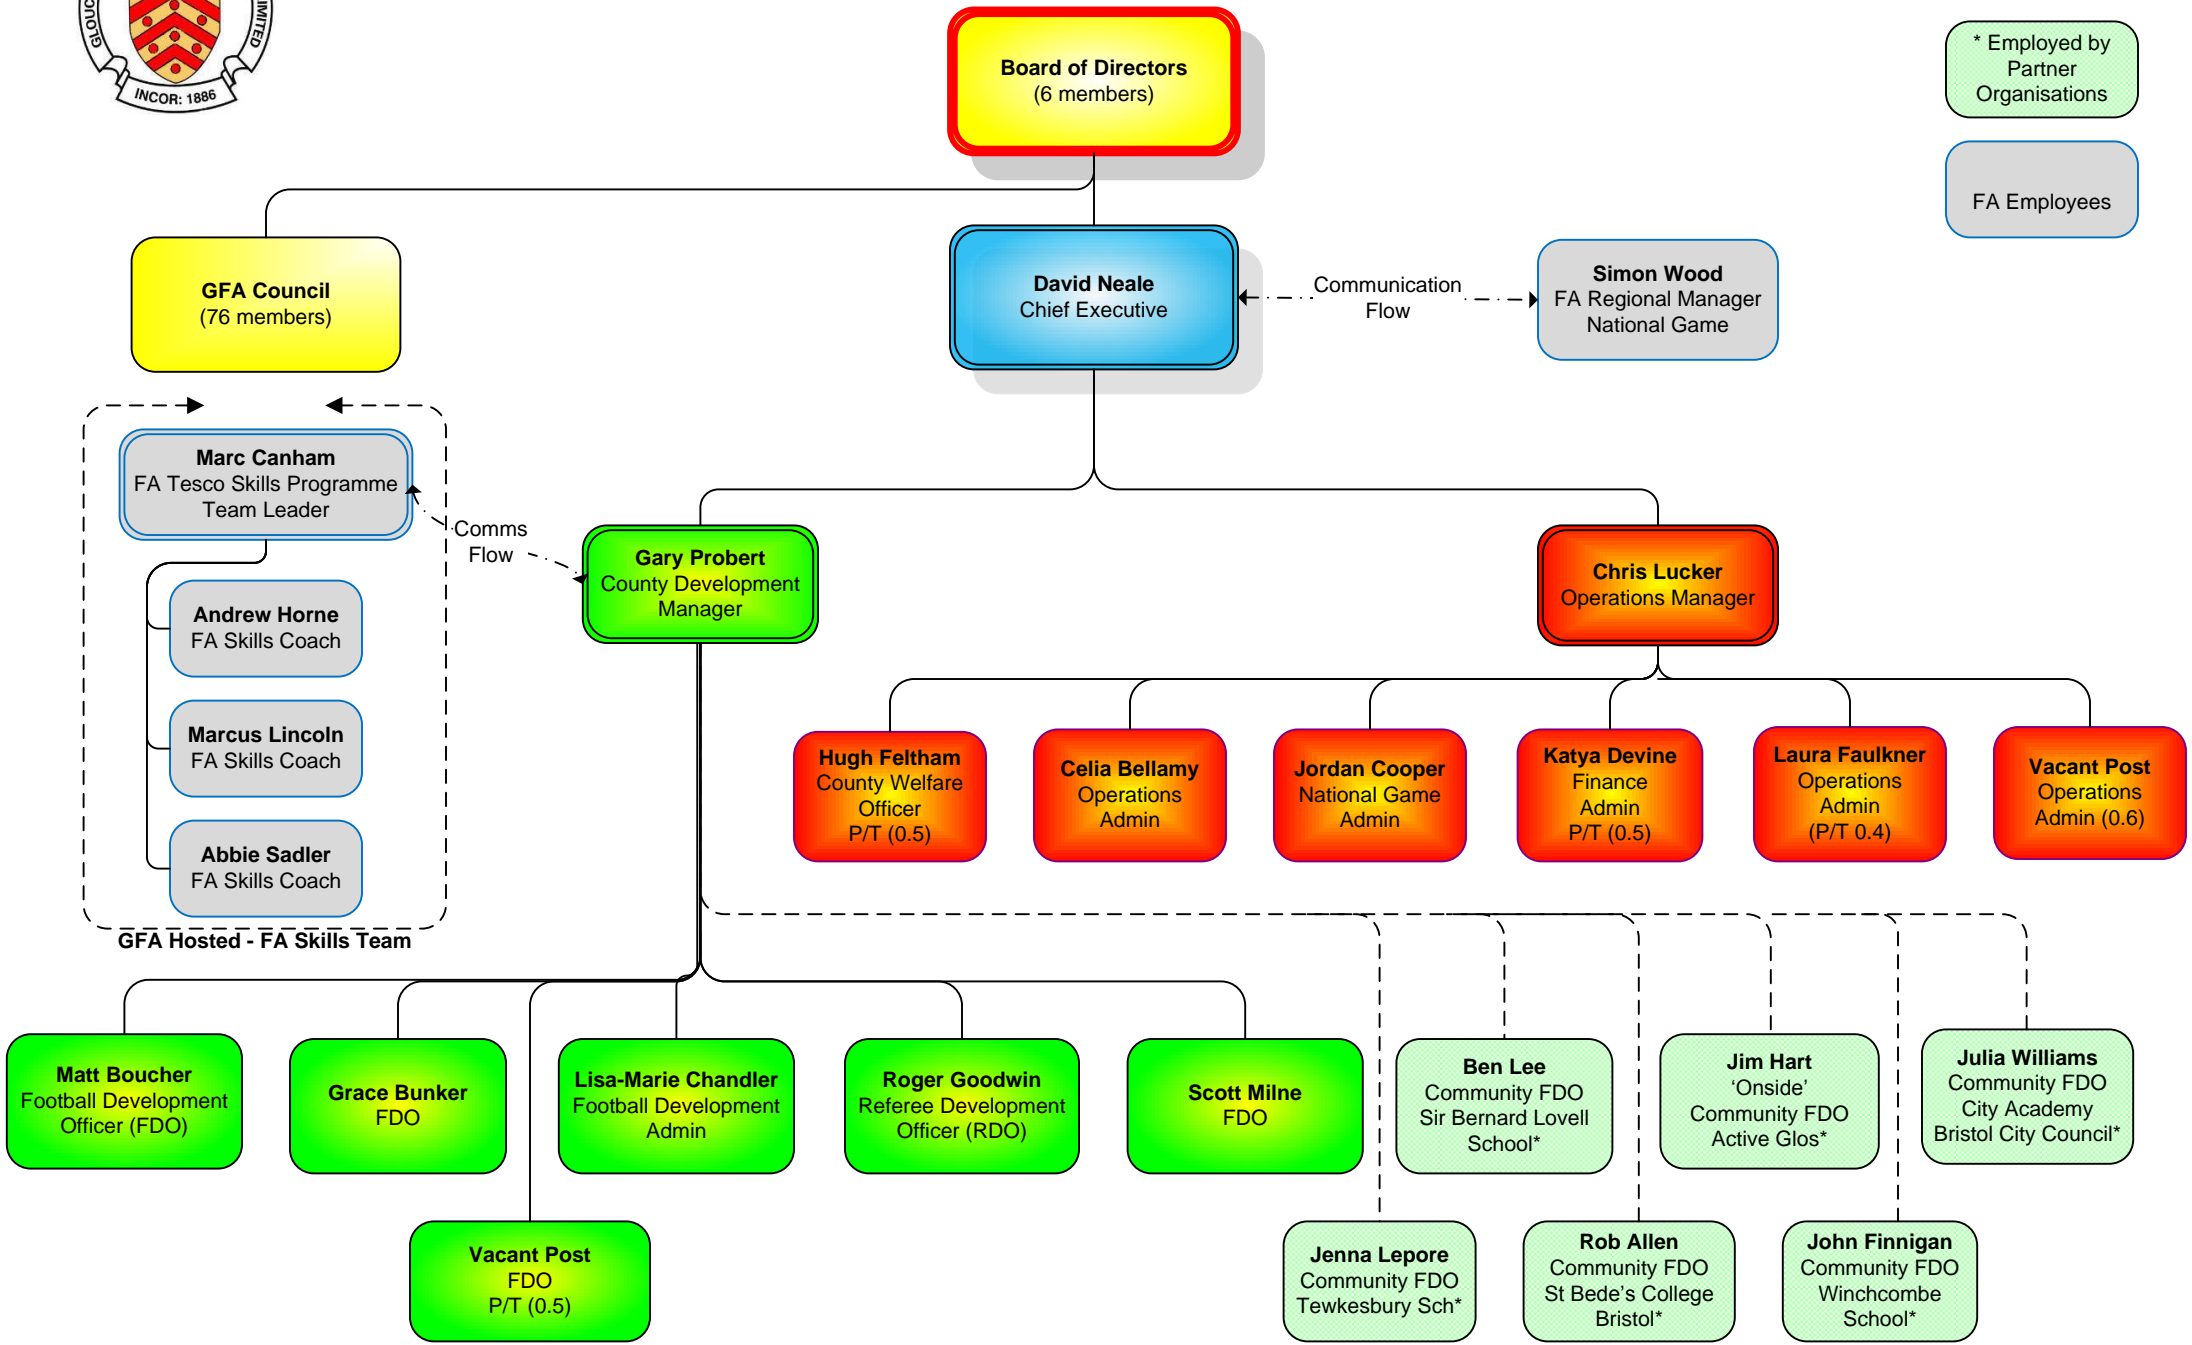 INCOR: 1886
Board of Directors
(6 members)
* Employed by
Partner
Organisations
FA Employees
GFA Council
(76 members)
David Neale
Chief Executive
Communication
Flow
Simon Wood
FA Regional Manager
National Game
Marc Canham
FA Tesco Skills Programme
Team Leader
Comms
Flow
Andrew Horne
FA Skills Coach
Marcus Lincoln
FA Skills Coach
Abbie Sadler
FA Skills Coach
GFA Hosted - FA Skills Team
Gary Probert
County Development
Manager
Chris Lucker
Operations Manager
Hugh Feltham
County Welfare
Officer
P/T (0.5)
Celia Bellamy
Operations
Admin
Jordan Cooper
National Game
Admin
Katya Devine
Finance
Admin
P/T (0.5)
Laura Faulkner
Operations
Admin
(P/T 0.4)
Vacant Post
Operations
Admin (0.6)
Matt Boucher
Football Development
Officer (FDO)
Grace Bunker
FDO
Lisa-Marie Chandler
Football Development
Admin
Roger Goodwin
Referee Development
Officer (RDO)
Scott Milne
FDO
Ben Lee
Community FDO
Sir Bernard Lovell
School*
Jim Hart
‘Onside’
Community FDO
Active Glos*
Julia Williams
Community FDO
City Academy
Bristol City Council*
Vacant Post
FDO
P/T (0.5)
Jenna Lepore
Community FDO
Tewkesbury Sch*
Rob Allen
Community FDO
St Bede’s College
Bristol*
John Finnigan
Community FDO
Winchcombe
School*